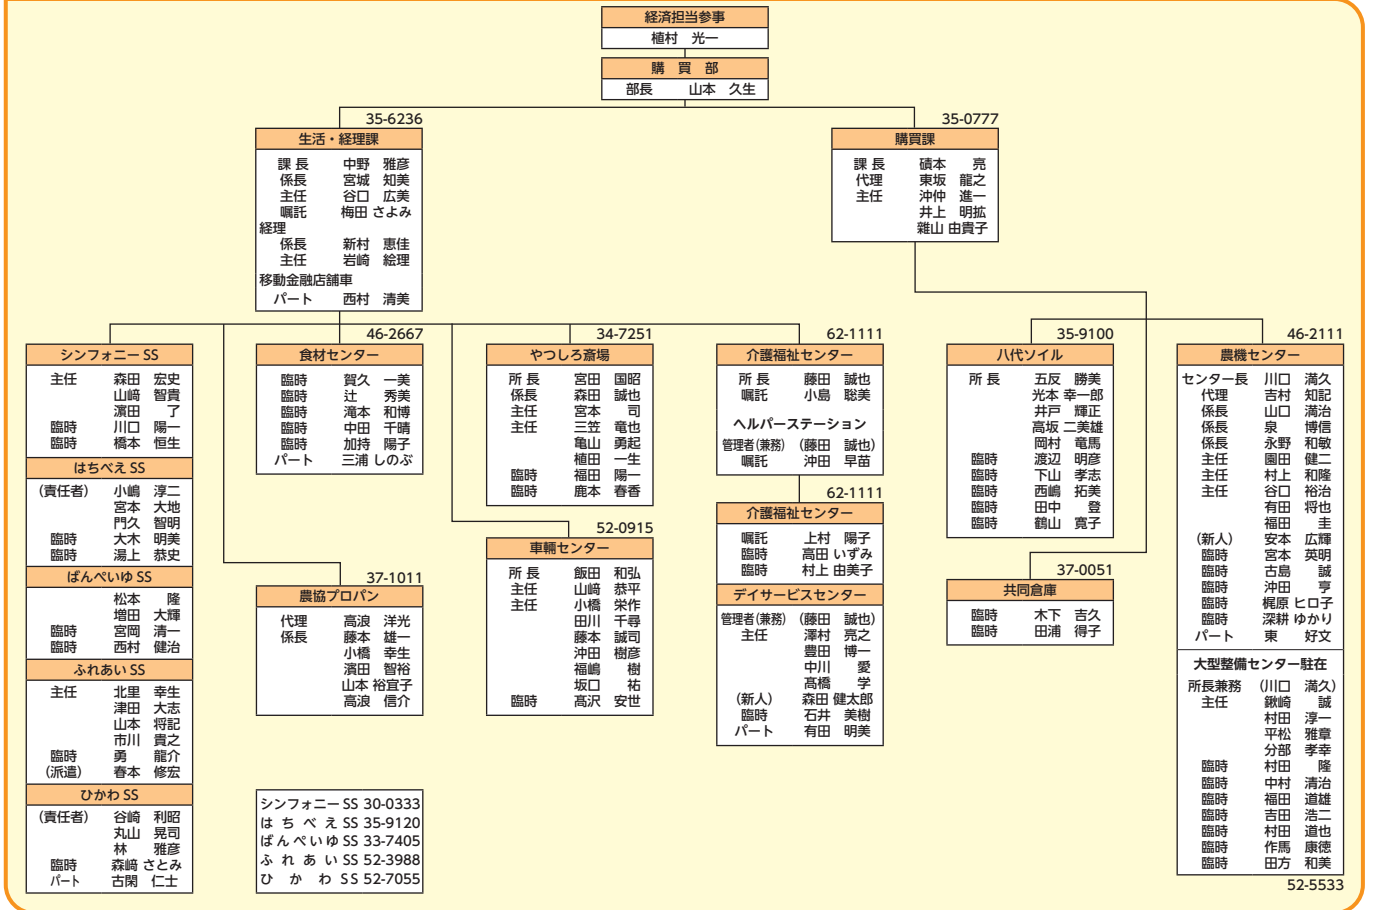 経済担当参事
植村 光一
購買部
部長 山本 久生
35-6236
生活・経理課
課長 中野 雅彦
係長 宮城 知美
主任 谷口 広美
嘱託 梅田 さよみ
経理
係長 新村 恵佳
主任 岩崎 絵理
移動金融店舗車
パート 西村 清美
35-0777
購買課
課長 磧本 亮
代理 東坂 龍之
主任 沖仲 進一
井上 明拡
雜山 由貴子
シンフォニー SS
主任 森田 宏史
山﨑 智貴
濵田 了
臨時 川口 陽一
臨時 橋本 恒生
はちべえ SS
(責任者) 小嶋 淳二
宮本 大地
門久 智明
臨時 大木 明美
臨時 湯上 恭史
ばんぺいゆ SS
松本 隆
増田 大輝
臨時 宮岡 清一
臨時 西村 健治
ふれあい SS
主任 北里 幸生
津田 大志
山本 将記
市川 貴之
臨時 勇 龍介
(派遣) 春本 修宏
ひかわ SS
(責任者) 谷崎 利昭
丸山 晃司
林 雅彦
臨時 森﨑 さとみ
パート 古閑 仁士
46-2667
食材センター
臨時 賀久 一美
臨時 辻 秀美
臨時 滝本 和博
臨時 中田 千晴
臨時 加持 陽子
パート 三浦 しのぶ
37-1011
農協プロパン
代理 高浪 洋光
係長 藤本 雄一
小橋 幸生
濱田 智裕
山本 裕宜子
高浪 信介
シンフォニー SS 30-0333
はちべえ SS 35-9120
ばんぺいゆ SS 33-7405
ふれあい SS 52-3988
ひかわ SS 52-7055
34-7251
やつしろ斎場
所長 宮田 国昭
係長 森田 誠也
主任 宮本 司
主任 三笠 竜也
亀山 勇起
植田 一生
臨時 福田 陽一
臨時 鹿本 春香
52-0915
車輌センター
所長 飯田 和弘
主任 山﨑 恭平
主任 小橋 栄作
田川 千尋
藤本 誠司
沖田 樹彦
福嶋 樹
坂口 祐
臨時 髙沢 安世
62-1111
介護福祉センター
所長 藤田 誠也
嘱託 小島 聡美
ヘルパーステーション
管理者(兼務) (藤田 誠也)
嘱託 沖田 早苗
62-1111
介護福祉センター
嘱託 上村 陽子
臨時 高田 いずみ
臨時 村上 由美子
デイサービスセンター
管理者(兼務) (藤田 誠也)
主任 澤村 亮之
豊田 博一
中川 愛
髙橋 学
(新人) 森田 健太郎
臨時 石井 美樹
パート 有田 明美
35-9100
八代ソイル
所長 五反 勝美
光本 幸一郎
井戸 輝正
高坂 二美雄
岡村 竜馬
臨時 渡辺 明彦
臨時 下山 孝志
臨時 西嶋 拓美
臨時 田中 登
臨時 鶴山 寛子
37-0051
共同倉庫
臨時 木下 吉久
臨時 田浦 得子
46-2111
農機センター
センター長 川口 満久
代理 吉村 知記
係長 山口 満治
係長 泉 博信
係長 永野 和敏
主任 園田 健二
主任 村上 和隆
主任 谷口 裕治
有田 将也
福田 圭
(新人) 安本 広輝
臨時 宮本 英明
臨時 古島 誠
臨時 沖田 亨
臨時 梶原 ヒロ子
臨時 深耕 ゆかり
パート 東 好文
大型整備センター駐在
所長兼務 (川口 満久)
主任 鍬崎 誠
村田 淳一
平松 雅章
分部 孝幸
臨時 村田 隆
臨時 中村 清治
臨時 福田 道雄
臨時 吉田 浩二
臨時 村田 道也
臨時 作馬 康徳
臨時 田方 和美
52-5533